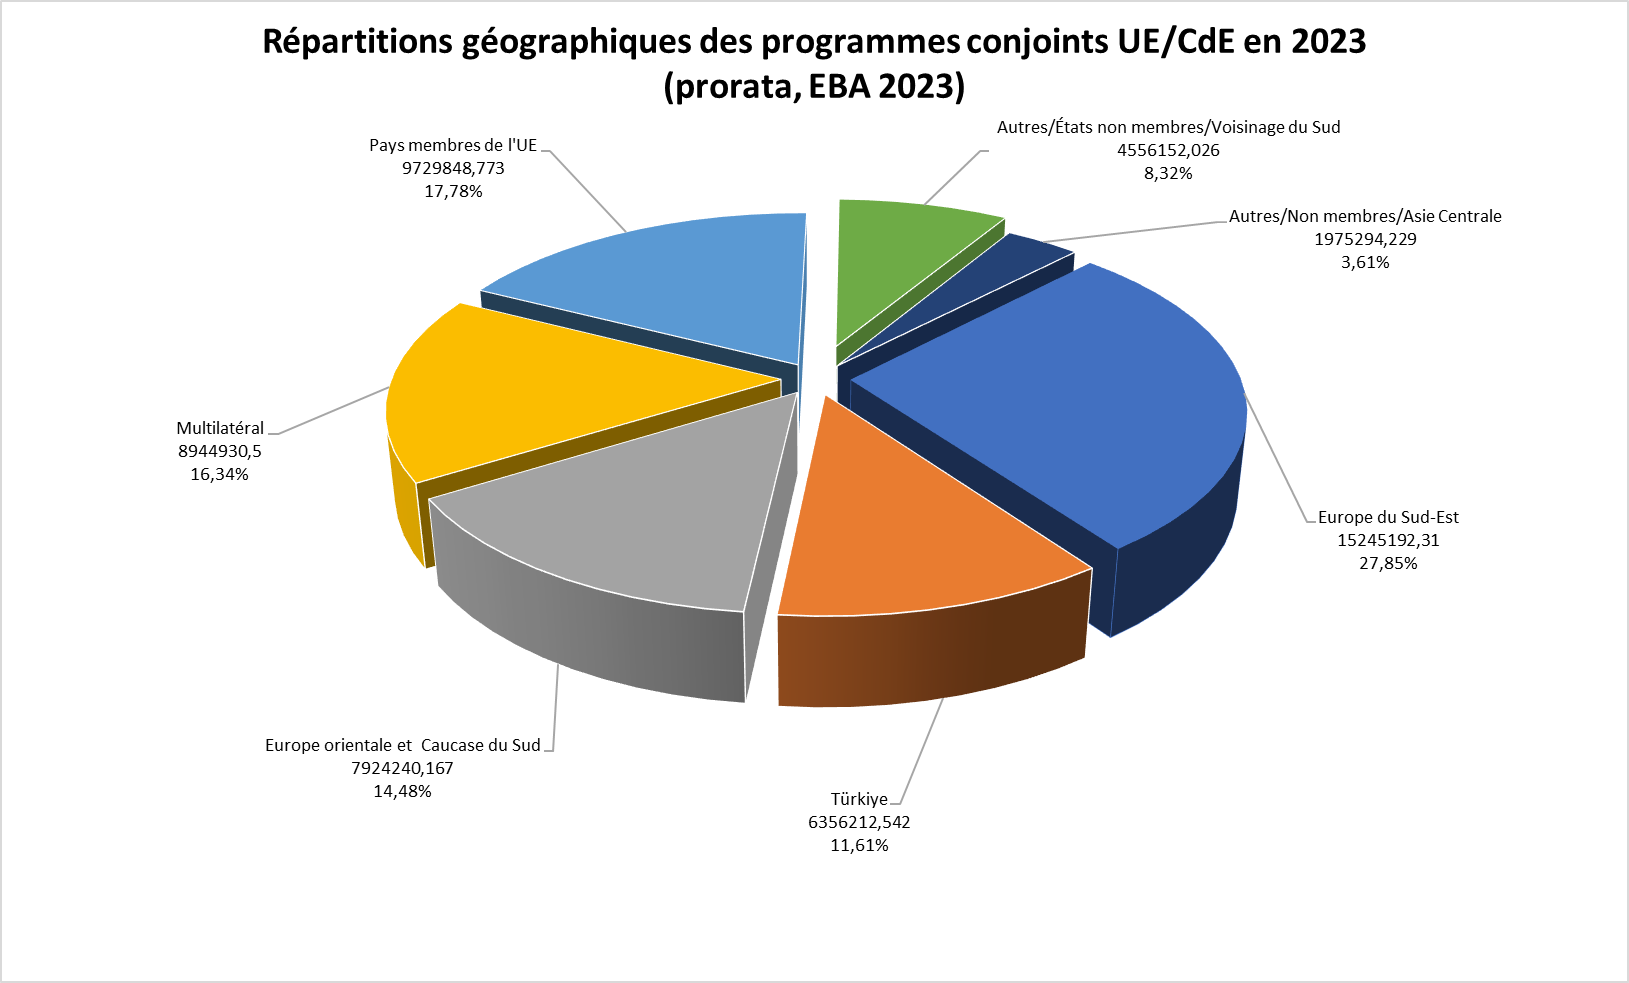 Répartitions géographiques des programmes conjoints UE/CdE en 2023
(prorata, EBA 2023)
Autres/États non membres/Voisinage du Sud
4556152,026
8,32%
Pays membres de l'UE
9729848,773
17,78%
Autres/Non membres/Asie Centrale
1975294,229
3,61%
Multilatéral
8944930,5
16,34%
Europe du Sud-Est
15245192,31
27,85%
Europe orientale et  Caucase du Sud
7924240,167
14,48%
Türkiye
6356212,542
11,61%